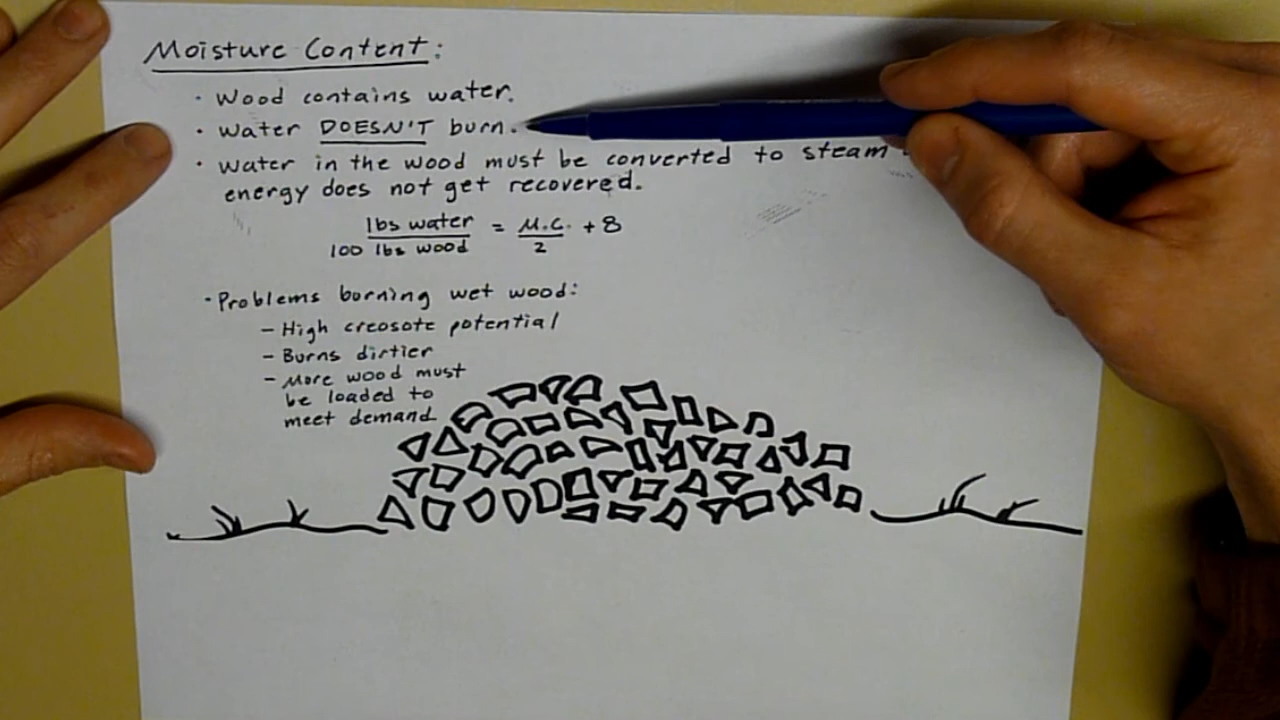 Moisture Content:
• Wood contains water.
• Water DOESN'T burn.
• Water in the wood must be converted to steam
energy does not get recovered.
lbs water / 100 lbs wood = M.C. / 2 + 8
• Problems burning wet wood:
– High creosote potential
– Burns dirtier
– More wood must
be loaded to
meet demand